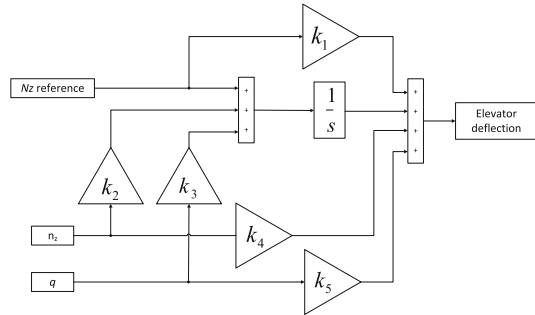 k1
Nz reference
+
+
+
1
s
+
+
+
+
Elevator
deflection
k2
k3
nz
k4
q
k5